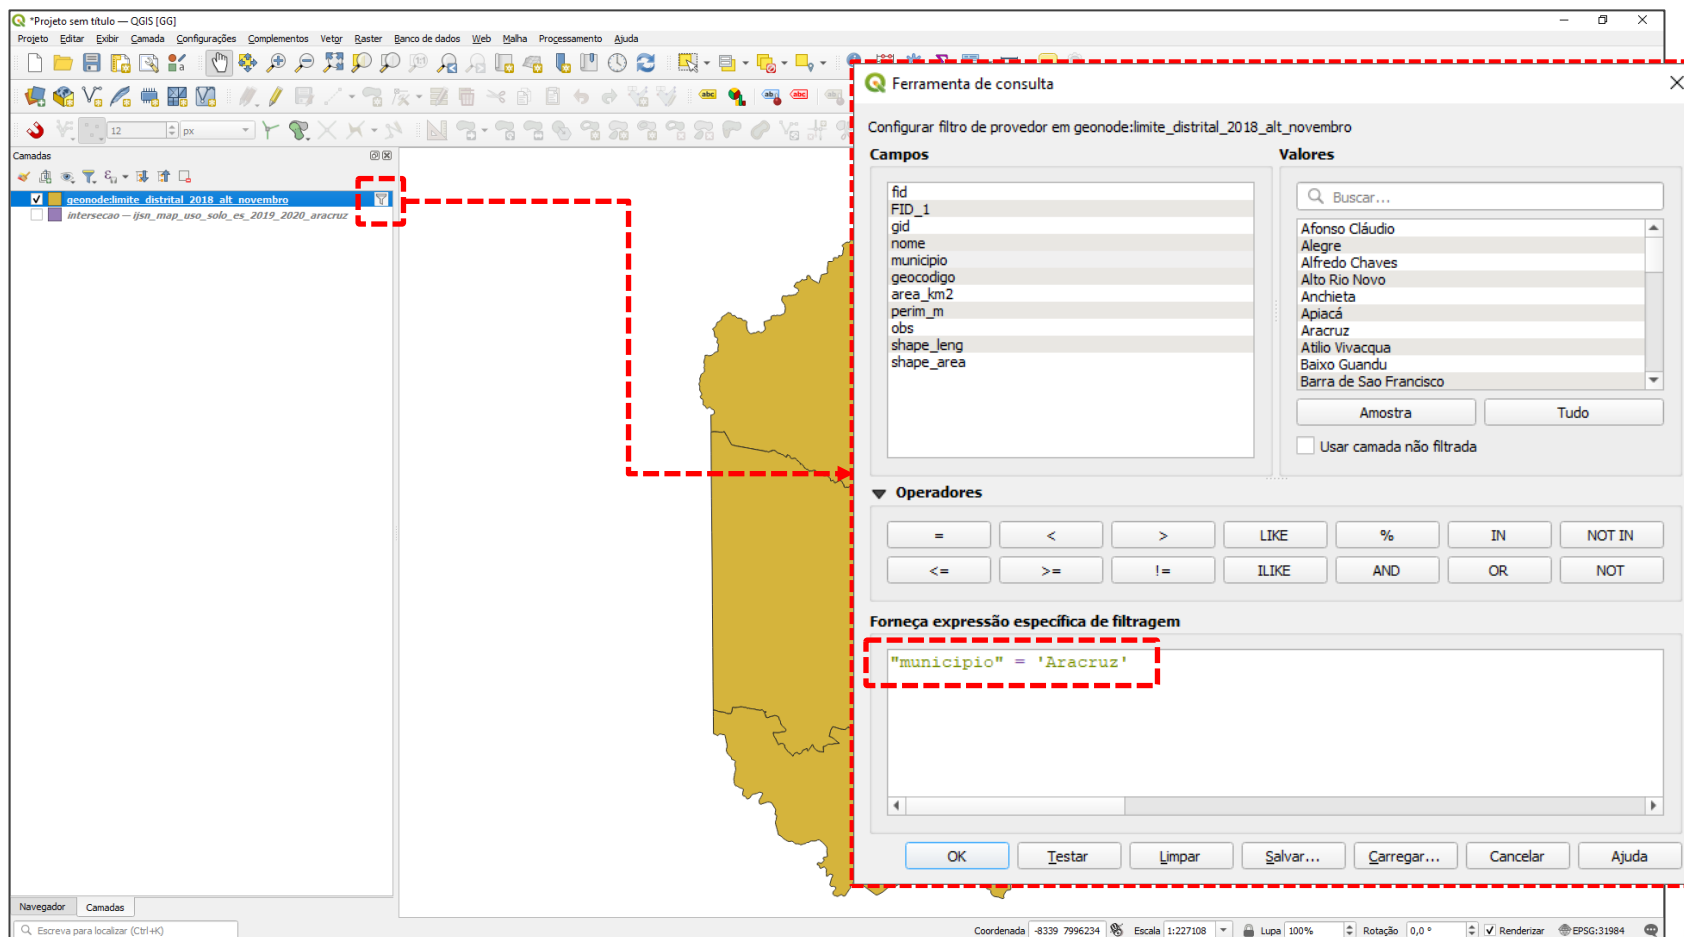 *Projeto sem título — QGIS [GG]
Projeto Editar Exibir Camada Configurações Complementos Vetor Raster Banco de dados Web Malha Processamento Ajuda
12 px
Camadas
geonode:limite_distrital_2018_alt_novembro
intersecao — ijsn_map_uso_solo_es_2019_2020_aracruz
Ferramenta de consulta
Configurar filtro de provedor em geonode:limite_distrital_2018_alt_novembro
Campos
fid
FID_1
gid
nome
municipio
geocodigo
area_km2
perim_m
obs
shape_leng
shape_area
Valores
Buscar...
Afonso Cláudio
Alegre
Alfredo Chaves
Alto Rio Novo
Anchieta
Apiacá
Aracruz
Atilio Vivacqua
Baixo Guandu
Barra de Sao Francisco
Amostra Tudo
Usar camada não filtrada
Operadores
= < > LIKE % IN NOT IN
<= >= != ILIKE AND OR NOT
Forneça expressão específica de filtragem
"municipio" = 'Aracruz'
OK Testar Limpar Salvar... Carregar... Cancelar Ajuda
Navegador Camadas
Escreva para localizar (Ctrl+K)
Coordenada -8339 7996234 Escala 1:227108 Lupa 100% Rotação 0,0 ° Renderizar EPSG:31984